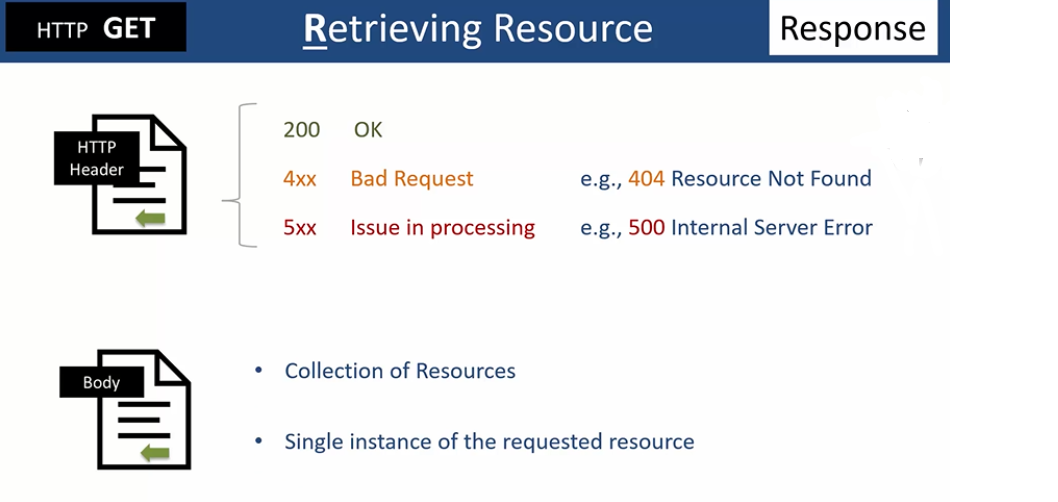 HTTP GET
Retrieving Resource
Response
HTTP
Header
200 OK
4xx Bad Request e.g., 404 Resource Not Found
5xx Issue in processing e.g., 500 Internal Server Error
Body
• Collection of Resources
• Single instance of the requested resource